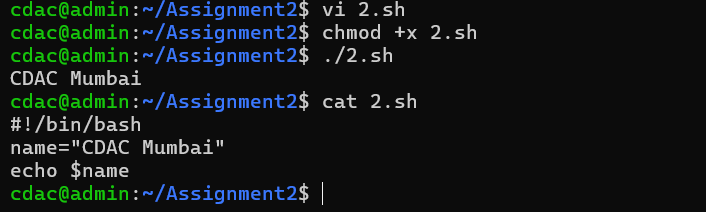 cdac@admin:~/Assignment2$ vi 2.sh
cdac@admin:~/Assignment2$ chmod +x 2.sh
cdac@admin:~/Assignment2$ ./2.sh
CDAC Mumbai
cdac@admin:~/Assignment2$ cat 2.sh
#!/bin/bash
name="CDAC Mumbai"
echo $name
cdac@admin:~/Assignment2$